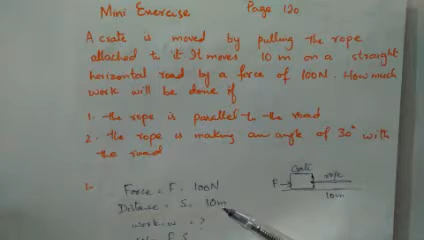 Mini Exercise Page 120
A crate is moved by pulling the rope
attached to it. It moves 10 m on a straight
horizontal road by a force of 100N. How much
work will be done if
1. the rope is parallel to the road
2. the rope is making an angle of 30° with
the road
1-
Force = F = 100N
Distance = S = 10m
work = w = ?
Crate
rope
F
10m